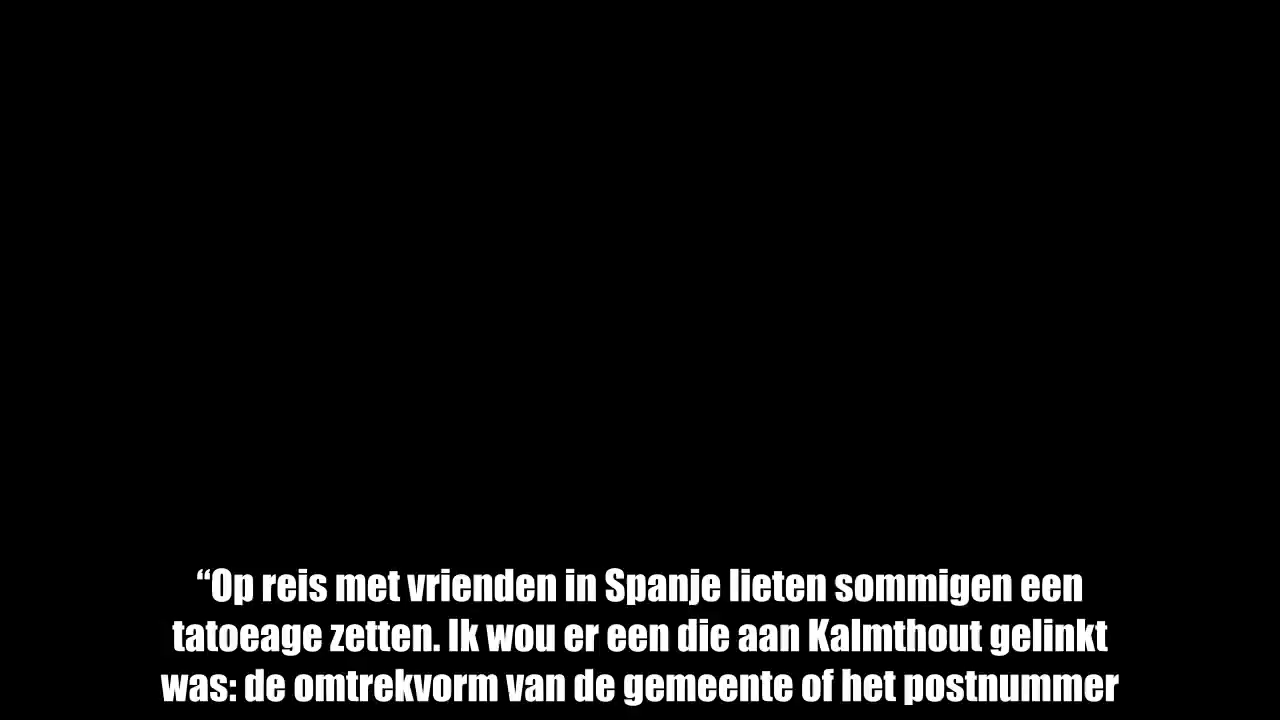 “Op reis met vrienden in Spanje lieten sommigen een
tatoeage zetten. Ik wou er een die aan Kalmthout gelinkt
was: de omtrekvorm van de gemeente of het postnummer